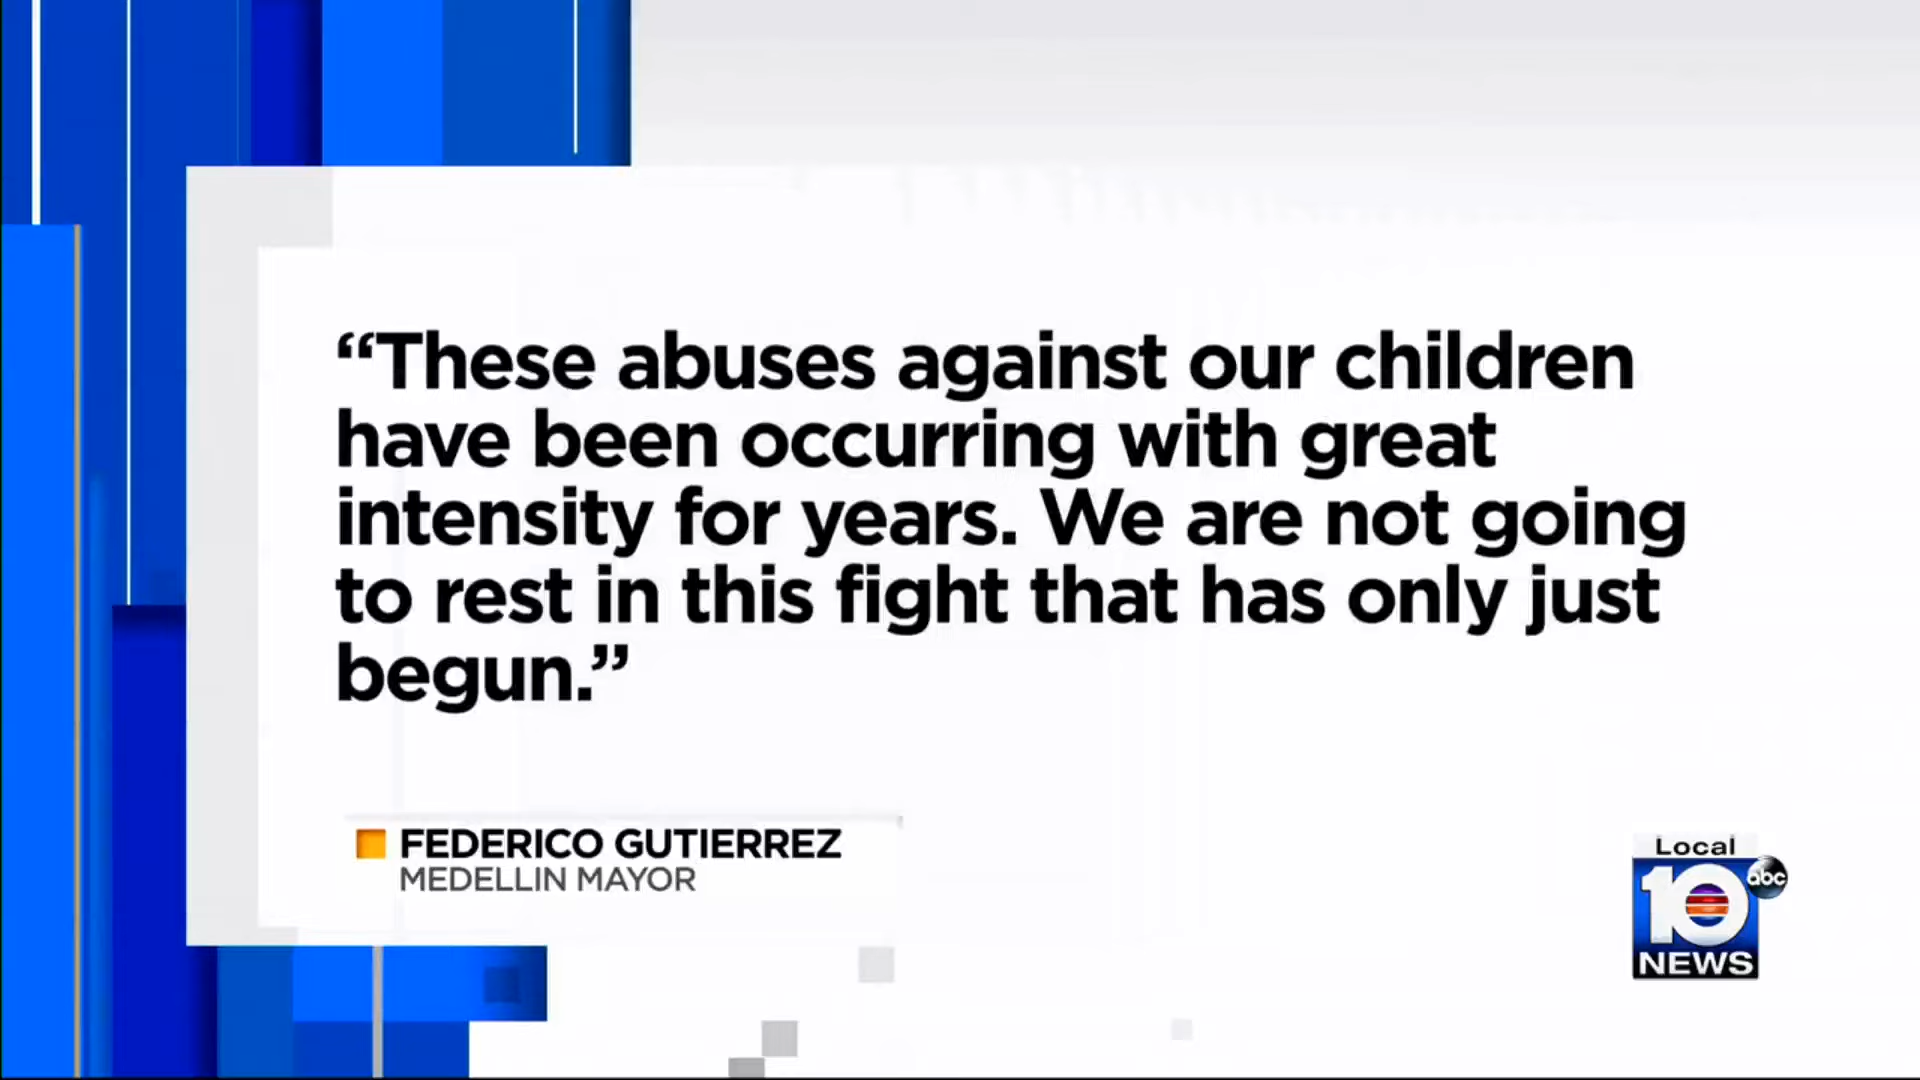 “These abuses against our children
have been occurring with great
intensity for years. We are not going
to rest in this fight that has only just
begun.”
FEDERICO GUTIERREZ
MEDELLIN MAYOR
Local
10 abc
NEWS